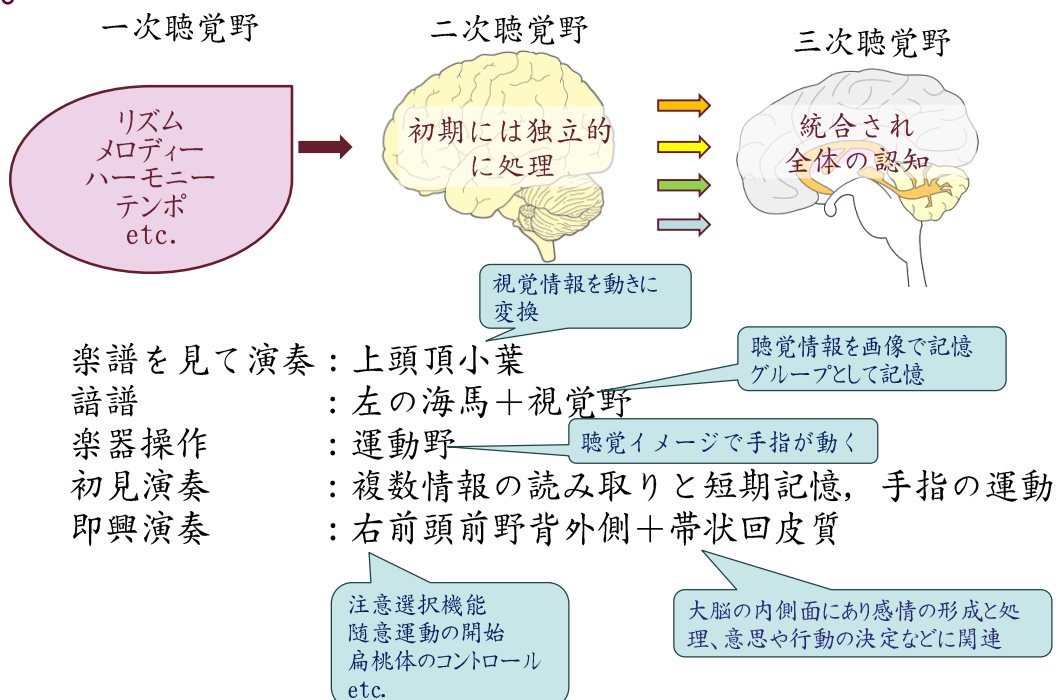 一次聴覚野
二次聴覚野
三次聴覚野
リズム
メロディー
ハーモニー
テンポ
etc.
初期には独立的
に処理
統合され
全体の認知
視覚情報を動きに
変換
楽譜を見て演奏：上頭頂小葉
聴覚情報を画像で記憶
グループとして記憶
諳譜：左の海馬＋視覚野
楽器操作：運動野
聴覚イメージで手指が動く
初見演奏：複数情報の読み取りと短期記憶，手指の運動
即興演奏：右前頭前野背外側＋帯状回皮質
注意選択機能
随意運動の開始
扁桃体のコントロール
etc.
大脳の内側面にあり感情の形成と処
理、意思や行動の決定などに関連